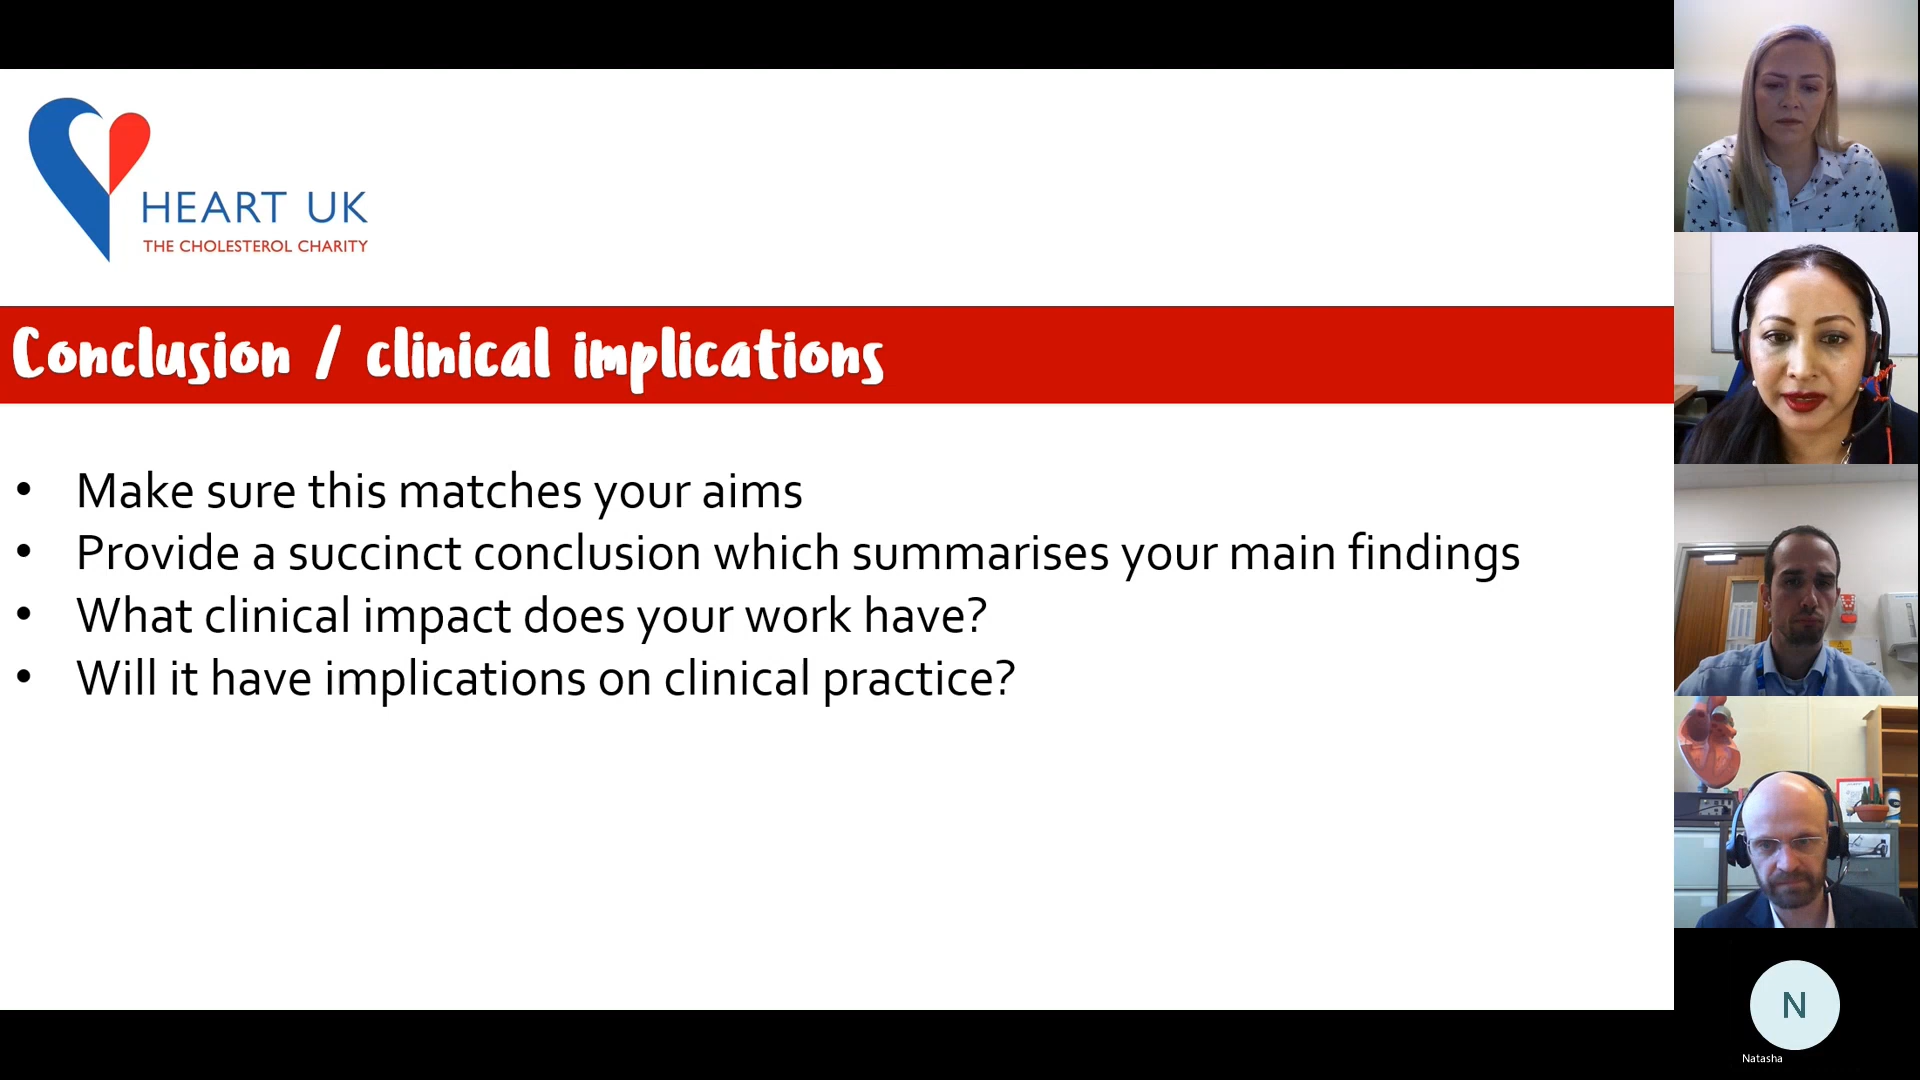 HEART UK
THE CHOLESTEROL CHARITY
Conclusion / clinical implications
• Make sure this matches your aims
• Provide a succinct conclusion which summarises your main findings
• What clinical impact does your work have?
• Will it have implications on clinical practice?
N
Natasha